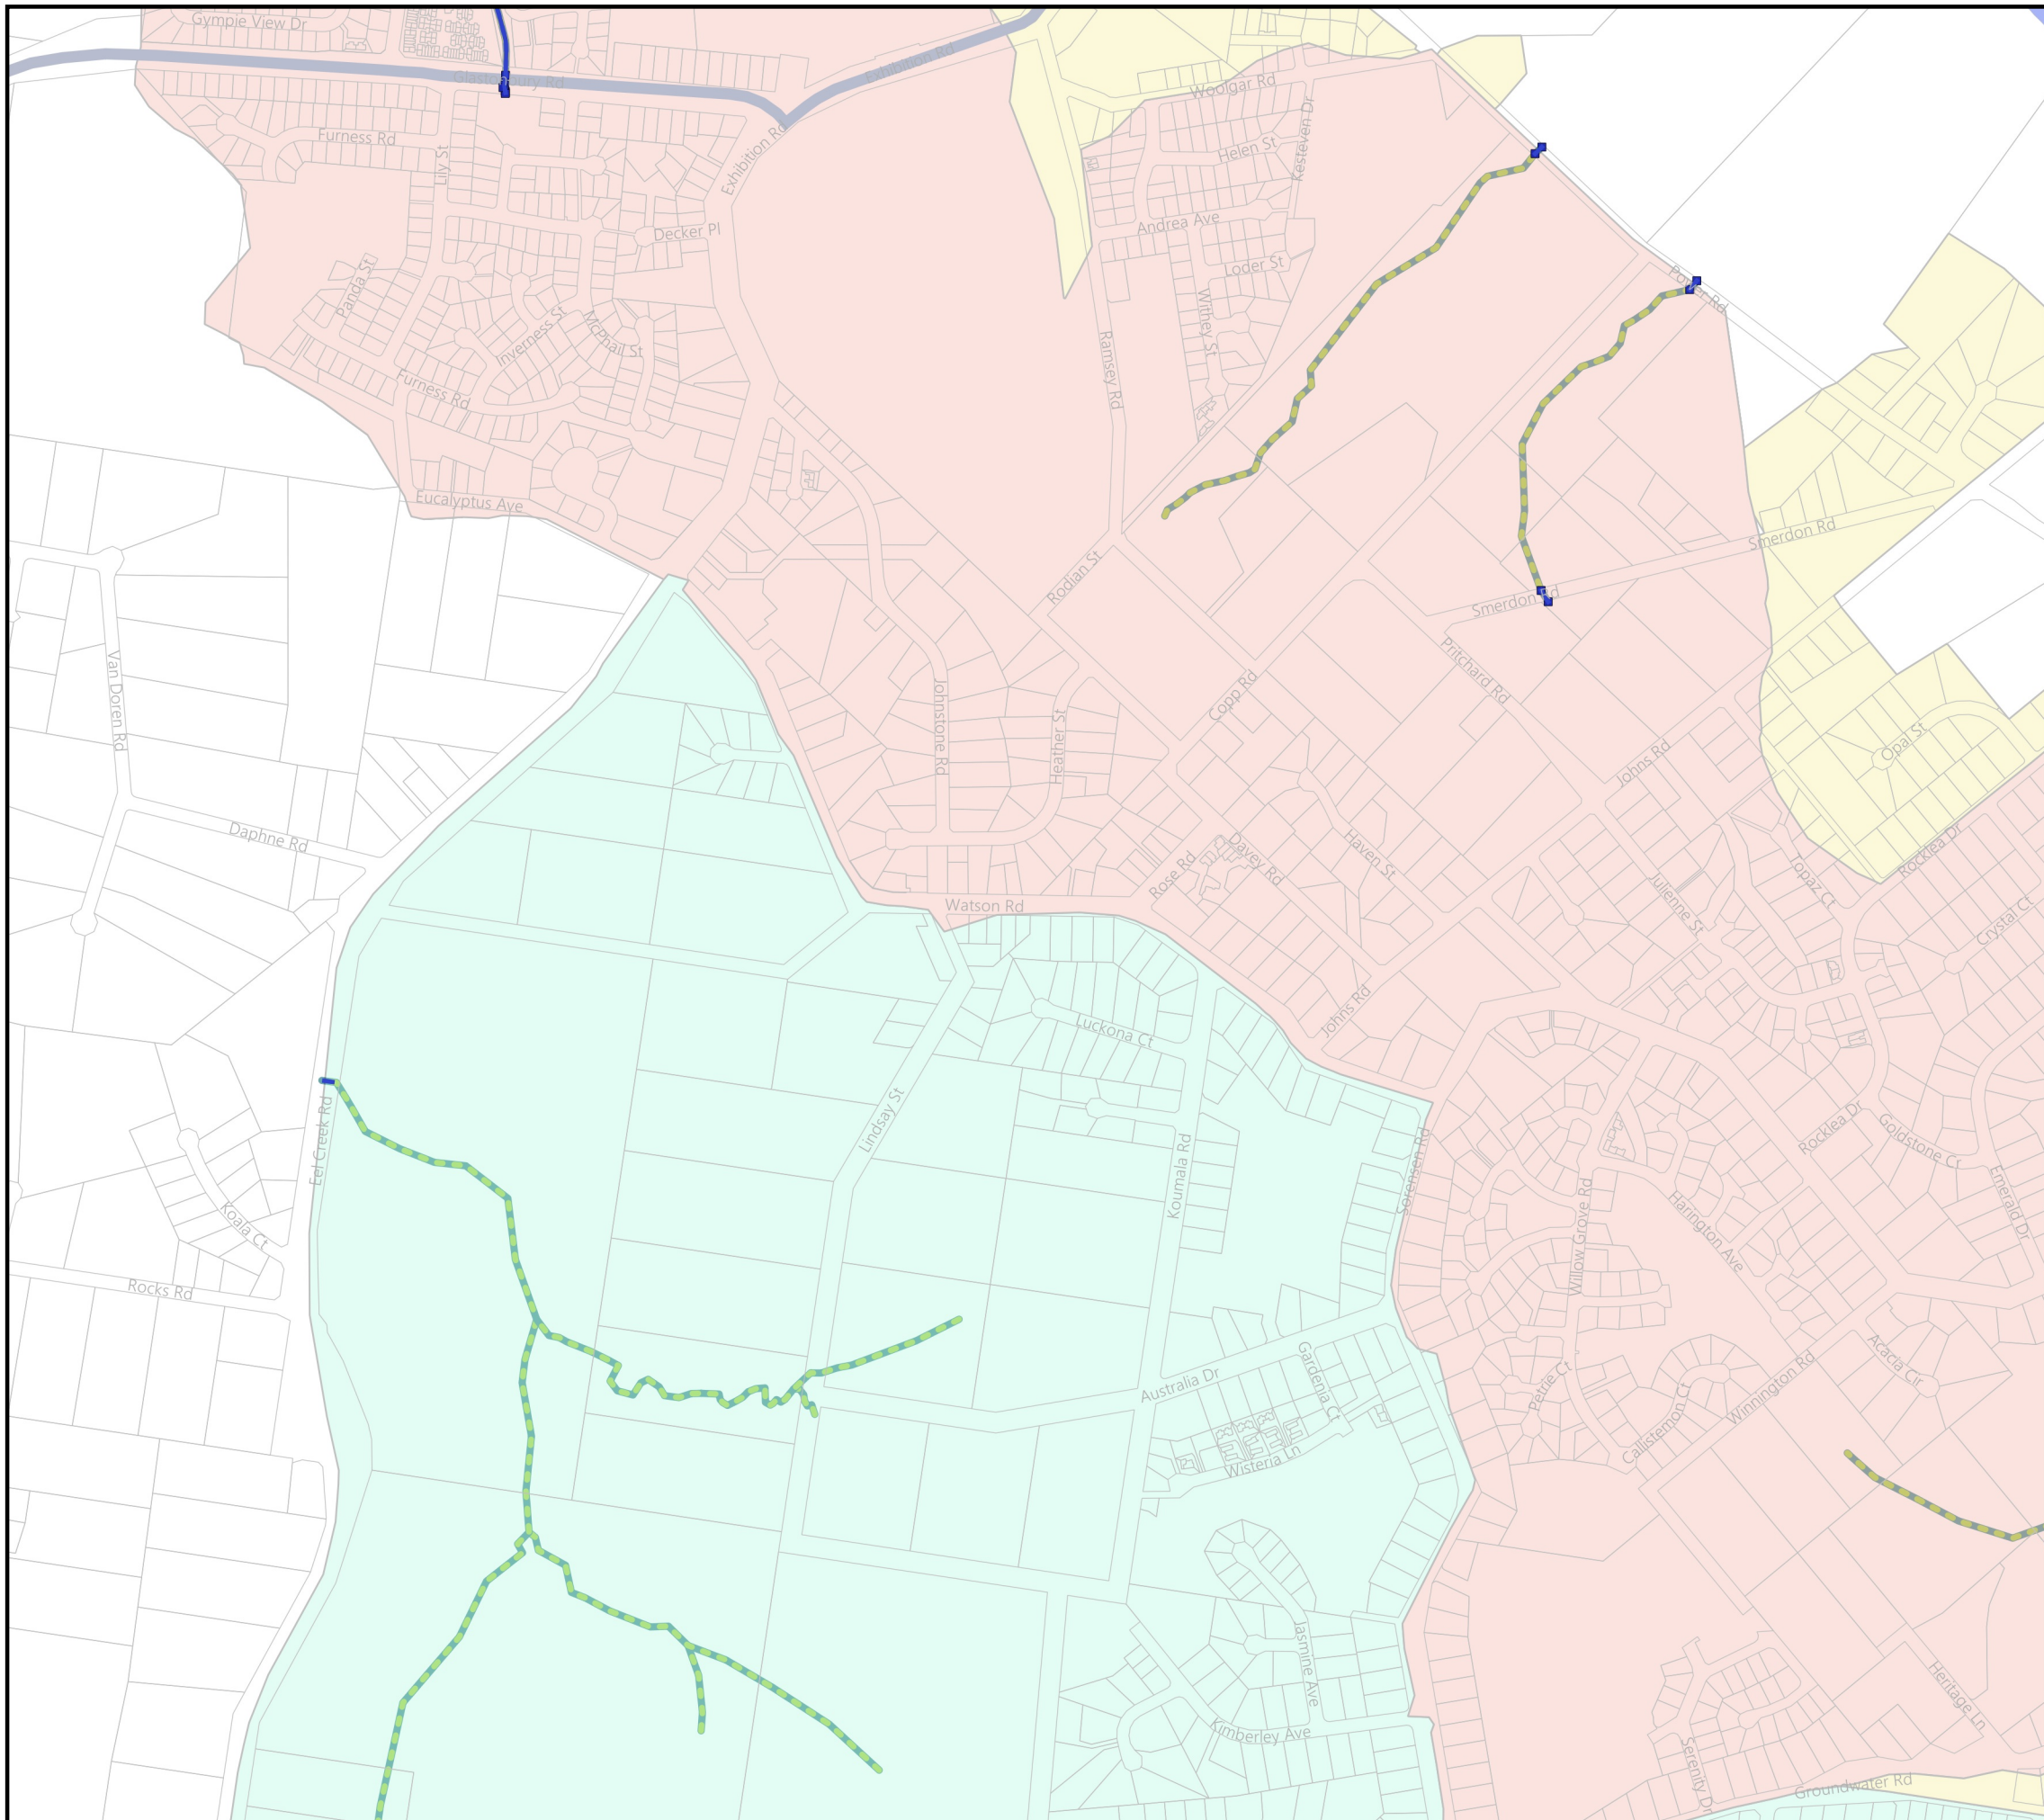 Gympie View Dr
Glastonbury Rd
Exhibition Rd
Woolgar Rd
Furness Rd
Lily St
Exhibition Rd
Helen St
Kesteven Dr
Decker Pl
Andrea Ave
Loder St
Power Rd
Panda St
Inverness St
McPhail St
Withey St
Ramsey Rd
Furness Rd
Eucalyptus Ave
Smerdon Rd
Rodian St
Smerdon Rd
Van Doren Rd
Johnstone Rd
Heather St
Copp Rd
Pritchard Rd
Johns Rd
Opal St
Daphne Rd
Rose Rd
Davey Rd
Haven St
Julienne St
Topaz Ct
Rocklea Dr
Watson Rd
Crystal Ct
Luckona Ct
Johns Rd
Eel Creek Rd
Lindsay St
Koumala Rd
Sorensen Rd
Rocklea Dr
Goldstone Cr
Emerald Dr
Koala Ct
Willow Grove Rd
Harington Ave
Rocks Rd
Australia Dr
Gardenia Ct
Petrie Ct
Callistemon Ct
Winnington Rd
Acacia Cir
Wisteria Ln
Jasmine Ave
Kimberley Ave
Heritage Ln
Serenity Dr
Groundwater Rd